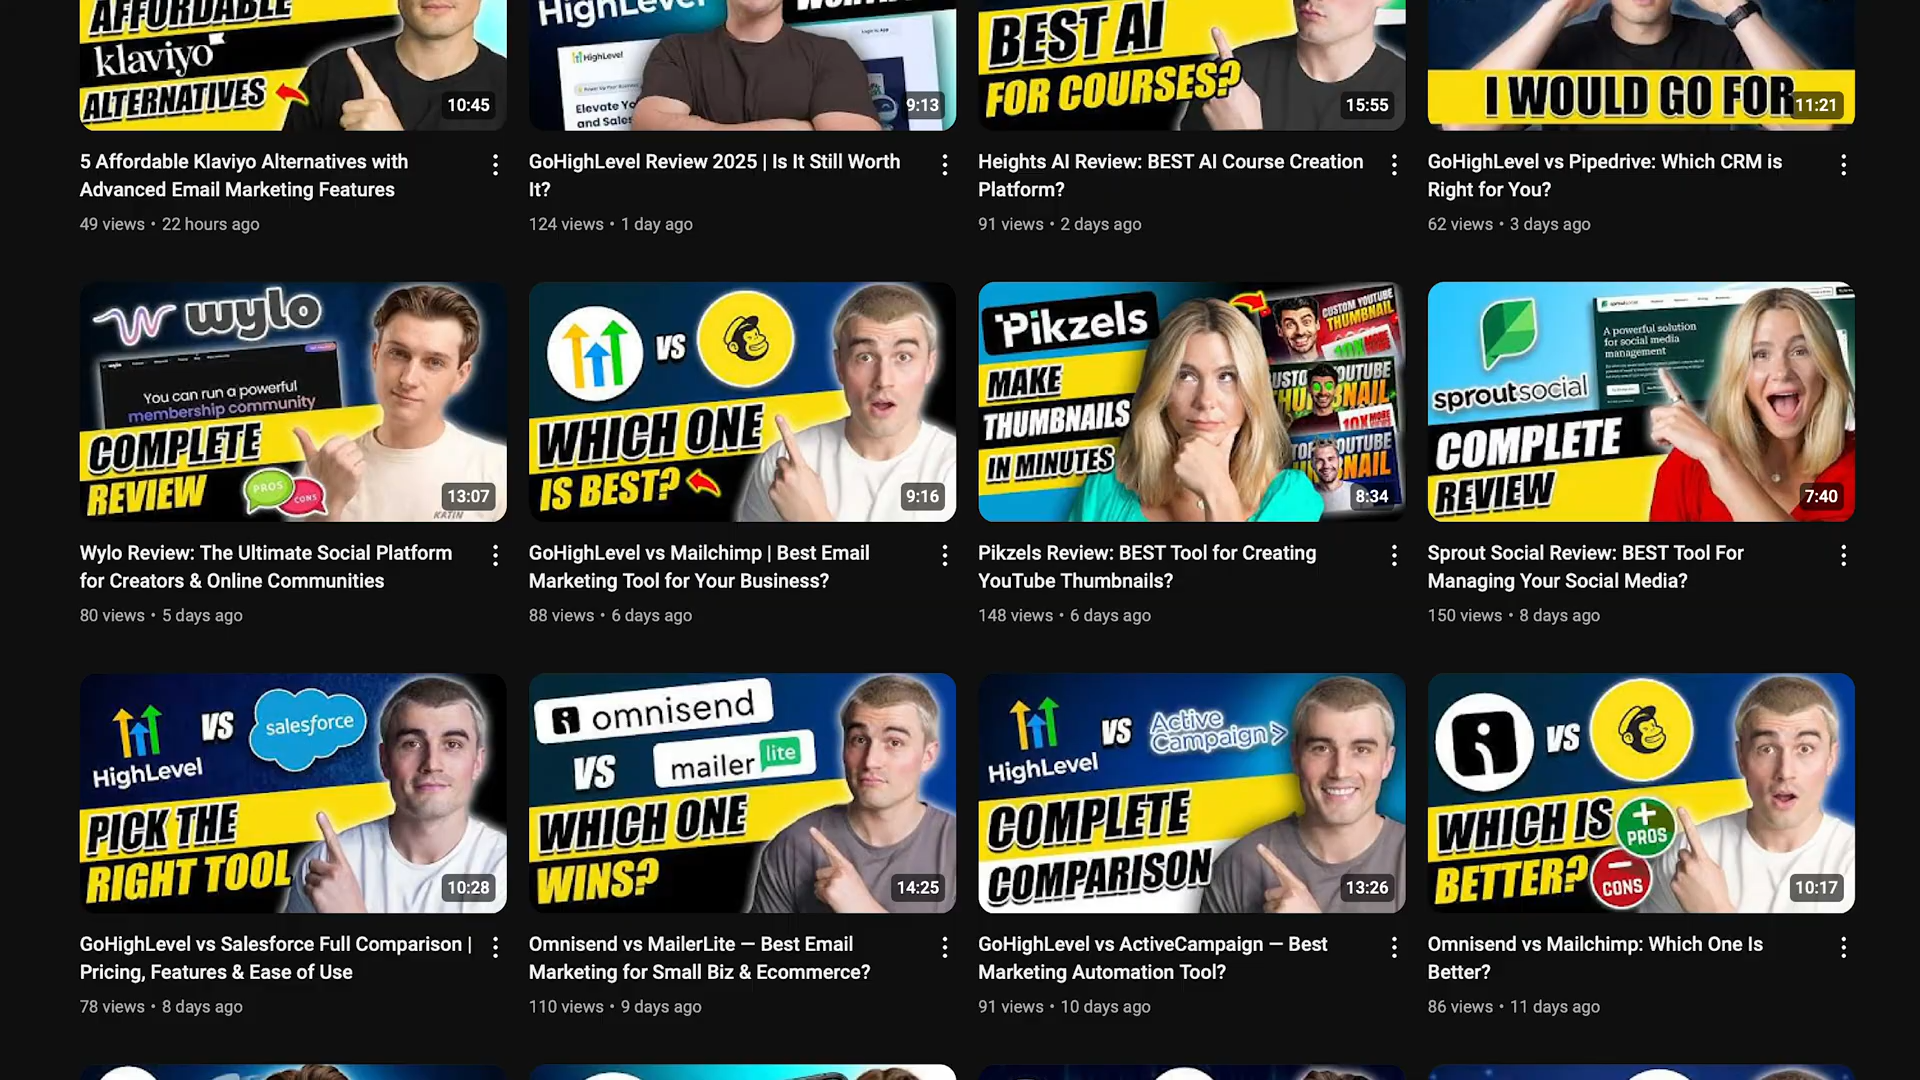 AFFORDABLE
klaviyo
ALTERNATIVES
10:45
HighLevel
HighLevel
Elevate Yo
and Sales
9:13
BEST AI
FOR COURSES?
15:55
I WOULD GO FOR
11:21
5 Affordable Klaviyo Alternatives with
Advanced Email Marketing Features
49 views • 22 hours ago
GoHighLevel Review 2025 | Is It Still Worth
It?
124 views • 1 day ago
Heights AI Review: BEST AI Course Creation
Platform?
91 views • 2 days ago
GoHighLevel vs Pipedrive: Which CRM is
Right for You?
62 views • 3 days ago
wylo
You can run a powerful
membership community
COMPLETE
REVIEW
PROS
CONS
KATIN
13:07
VS
WHICH ONE
IS BEST?
9:16
Pikzels
MAKE
THUMBNAILS
IN MINUTES
CUSTOM YOUTUBE
THUMBNAIL
8:34
sproutsocial
A powerful solution
for social media
management
COMPLETE
REVIEW
7:40
Wylo Review: The Ultimate Social Platform
for Creators & Online Communities
80 views • 5 days ago
GoHighLevel vs Mailchimp | Best Email
Marketing Tool for Your Business?
88 views • 6 days ago
Pikzels Review: BEST Tool for Creating
YouTube Thumbnails?
148 views • 6 days ago
Sprout Social Review: BEST Tool For
Managing Your Social Media?
150 views • 8 days ago
HighLevel
VS
salesforce
PICK THE
RIGHT TOOL
10:28
omnisend
VS
mailer lite
WHICH ONE
WINS?
14:25
HighLevel
VS
Active
Campaign >
COMPLETE
COMPARISON
13:26
VS
WHICH IS
BETTER?
+
PROS
−
CONS
10:17
GoHighLevel vs Salesforce Full Comparison |
Pricing, Features & Ease of Use
78 views • 8 days ago
Omnisend vs MailerLite — Best Email
Marketing for Small Biz & Ecommerce?
110 views • 9 days ago
GoHighLevel vs ActiveCampaign — Best
Marketing Automation Tool?
91 views • 10 days ago
Omnisend vs Mailchimp: Which One Is
Better?
86 views • 11 days ago